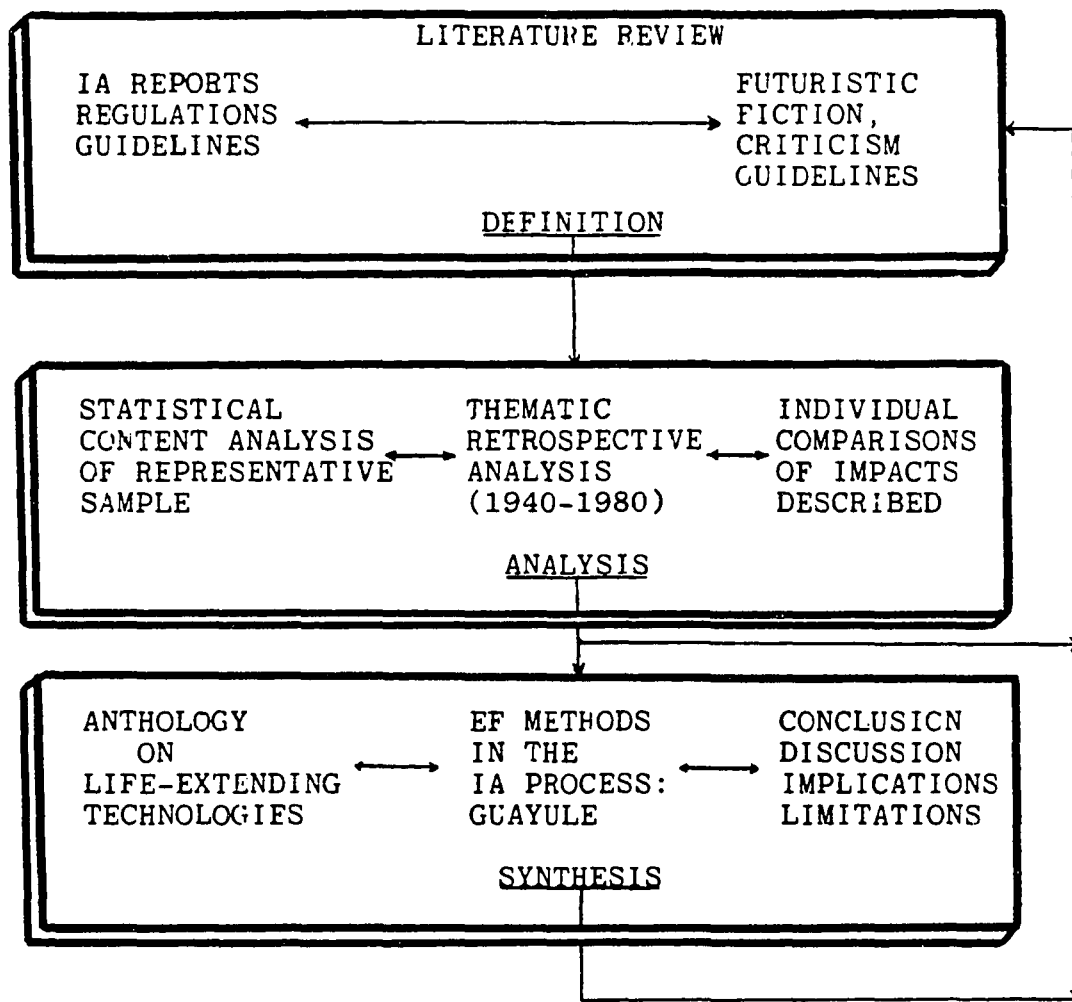 LITERATURE REVIEW
IA REPORTS
REGULATIONS
GUIDELINES
FUTURISTIC
FICTION,
CRITICISM
GUIDELINES
DEFINITION
STATISTICAL
CONTENT ANALYSIS
OF REPRESENTATIVE
SAMPLE
THEMATIC
RETROSPECTIVE
ANALYSIS
(1940-1980)
INDIVIDUAL
COMPARISONS
OF IMPACTS
DESCRIBED
ANALYSIS
ANTHOLOGY
ON
LIFE-EXTENDING
TECHNOLOGIES
EF METHODS
IN THE
IA PROCESS:
GUAYULE
CONCLUSION
DISCUSSION
IMPLICATIONS
LIMITATIONS
SYNTHESIS